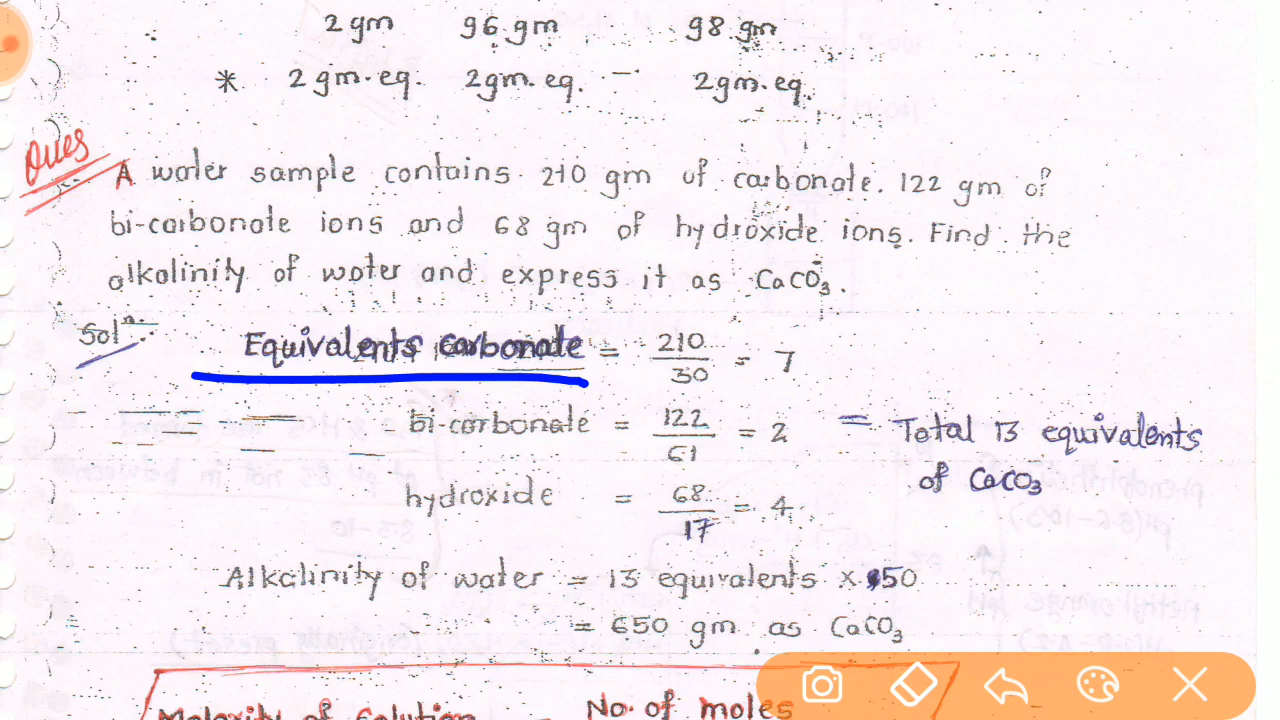 2 gm 96 gm 98 gm
* 2 gm.eq. 2gm.eq. 2gm.eq.
Ques
A water sample contains 210 gm of carbonate. 122 gm of
bi-carbonate ions and 68 gm of hydroxide ions. Find the
alkalinity of water and express it as CaCO₃.
Solⁿ:
Equivalents carbonate = 210/30 = 7
bi-carbonate = 122/61 = 2
= Total 13 equivalents
of CaCO₃
hydroxide = 68/17 = 4
Alkalinity of water = 13 equivalents × 50
= 650 gm as CaCO₃
Molarity of Solution = No. of moles